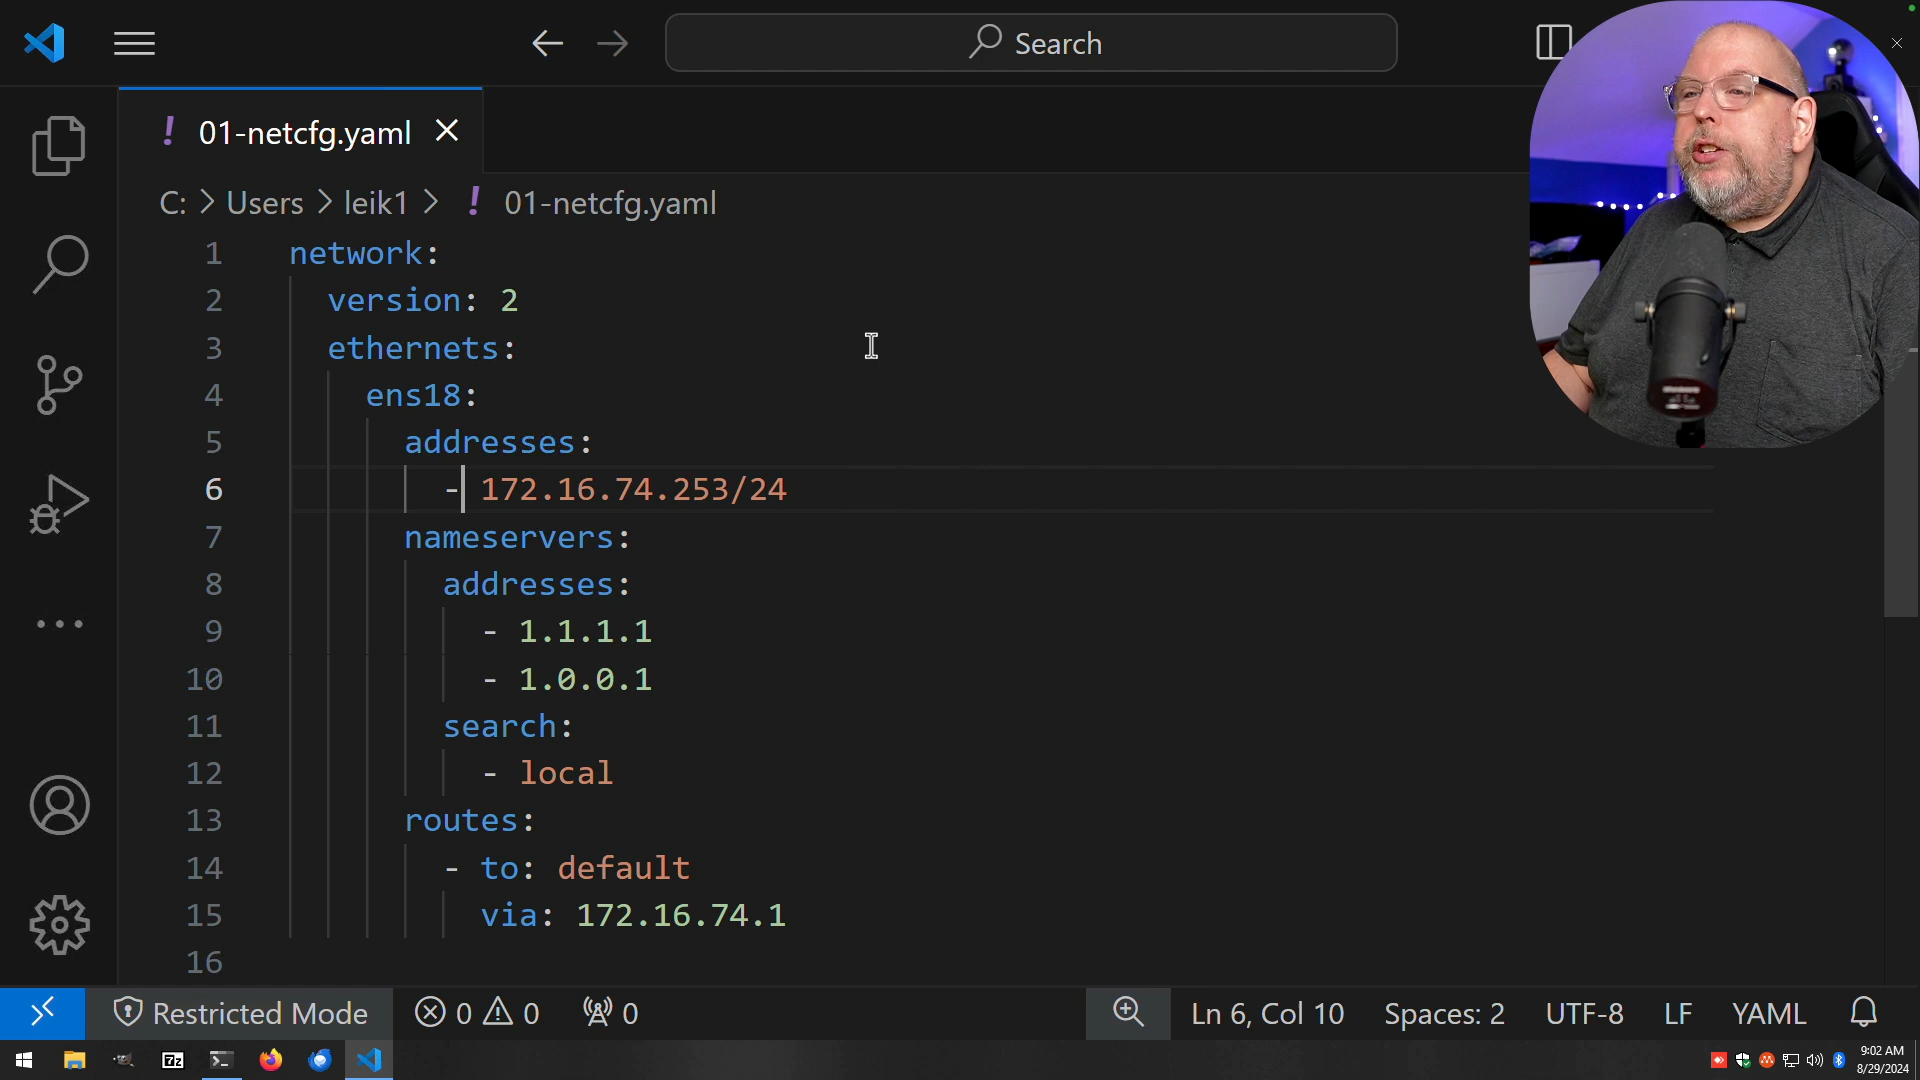 Search
01-netcfg.yaml
C: > Users > leik1 > ! 01-netcfg.yaml
1 network:
2 version: 2
3 ethernets:
4 ens18:
5 addresses:
6 - 172.16.74.253/24
7 nameservers:
8 addresses:
9 - 1.1.1.1
10 - 1.0.0.1
11 search:
12 - local
13 routes:
14 - to: default
15 via: 172.16.74.1
16
Restricted Mode 0 0 0 Ln 6, Col 10 Spaces: 2 UTF-8 LF YAML
7z
9:02 AM
8/29/2024